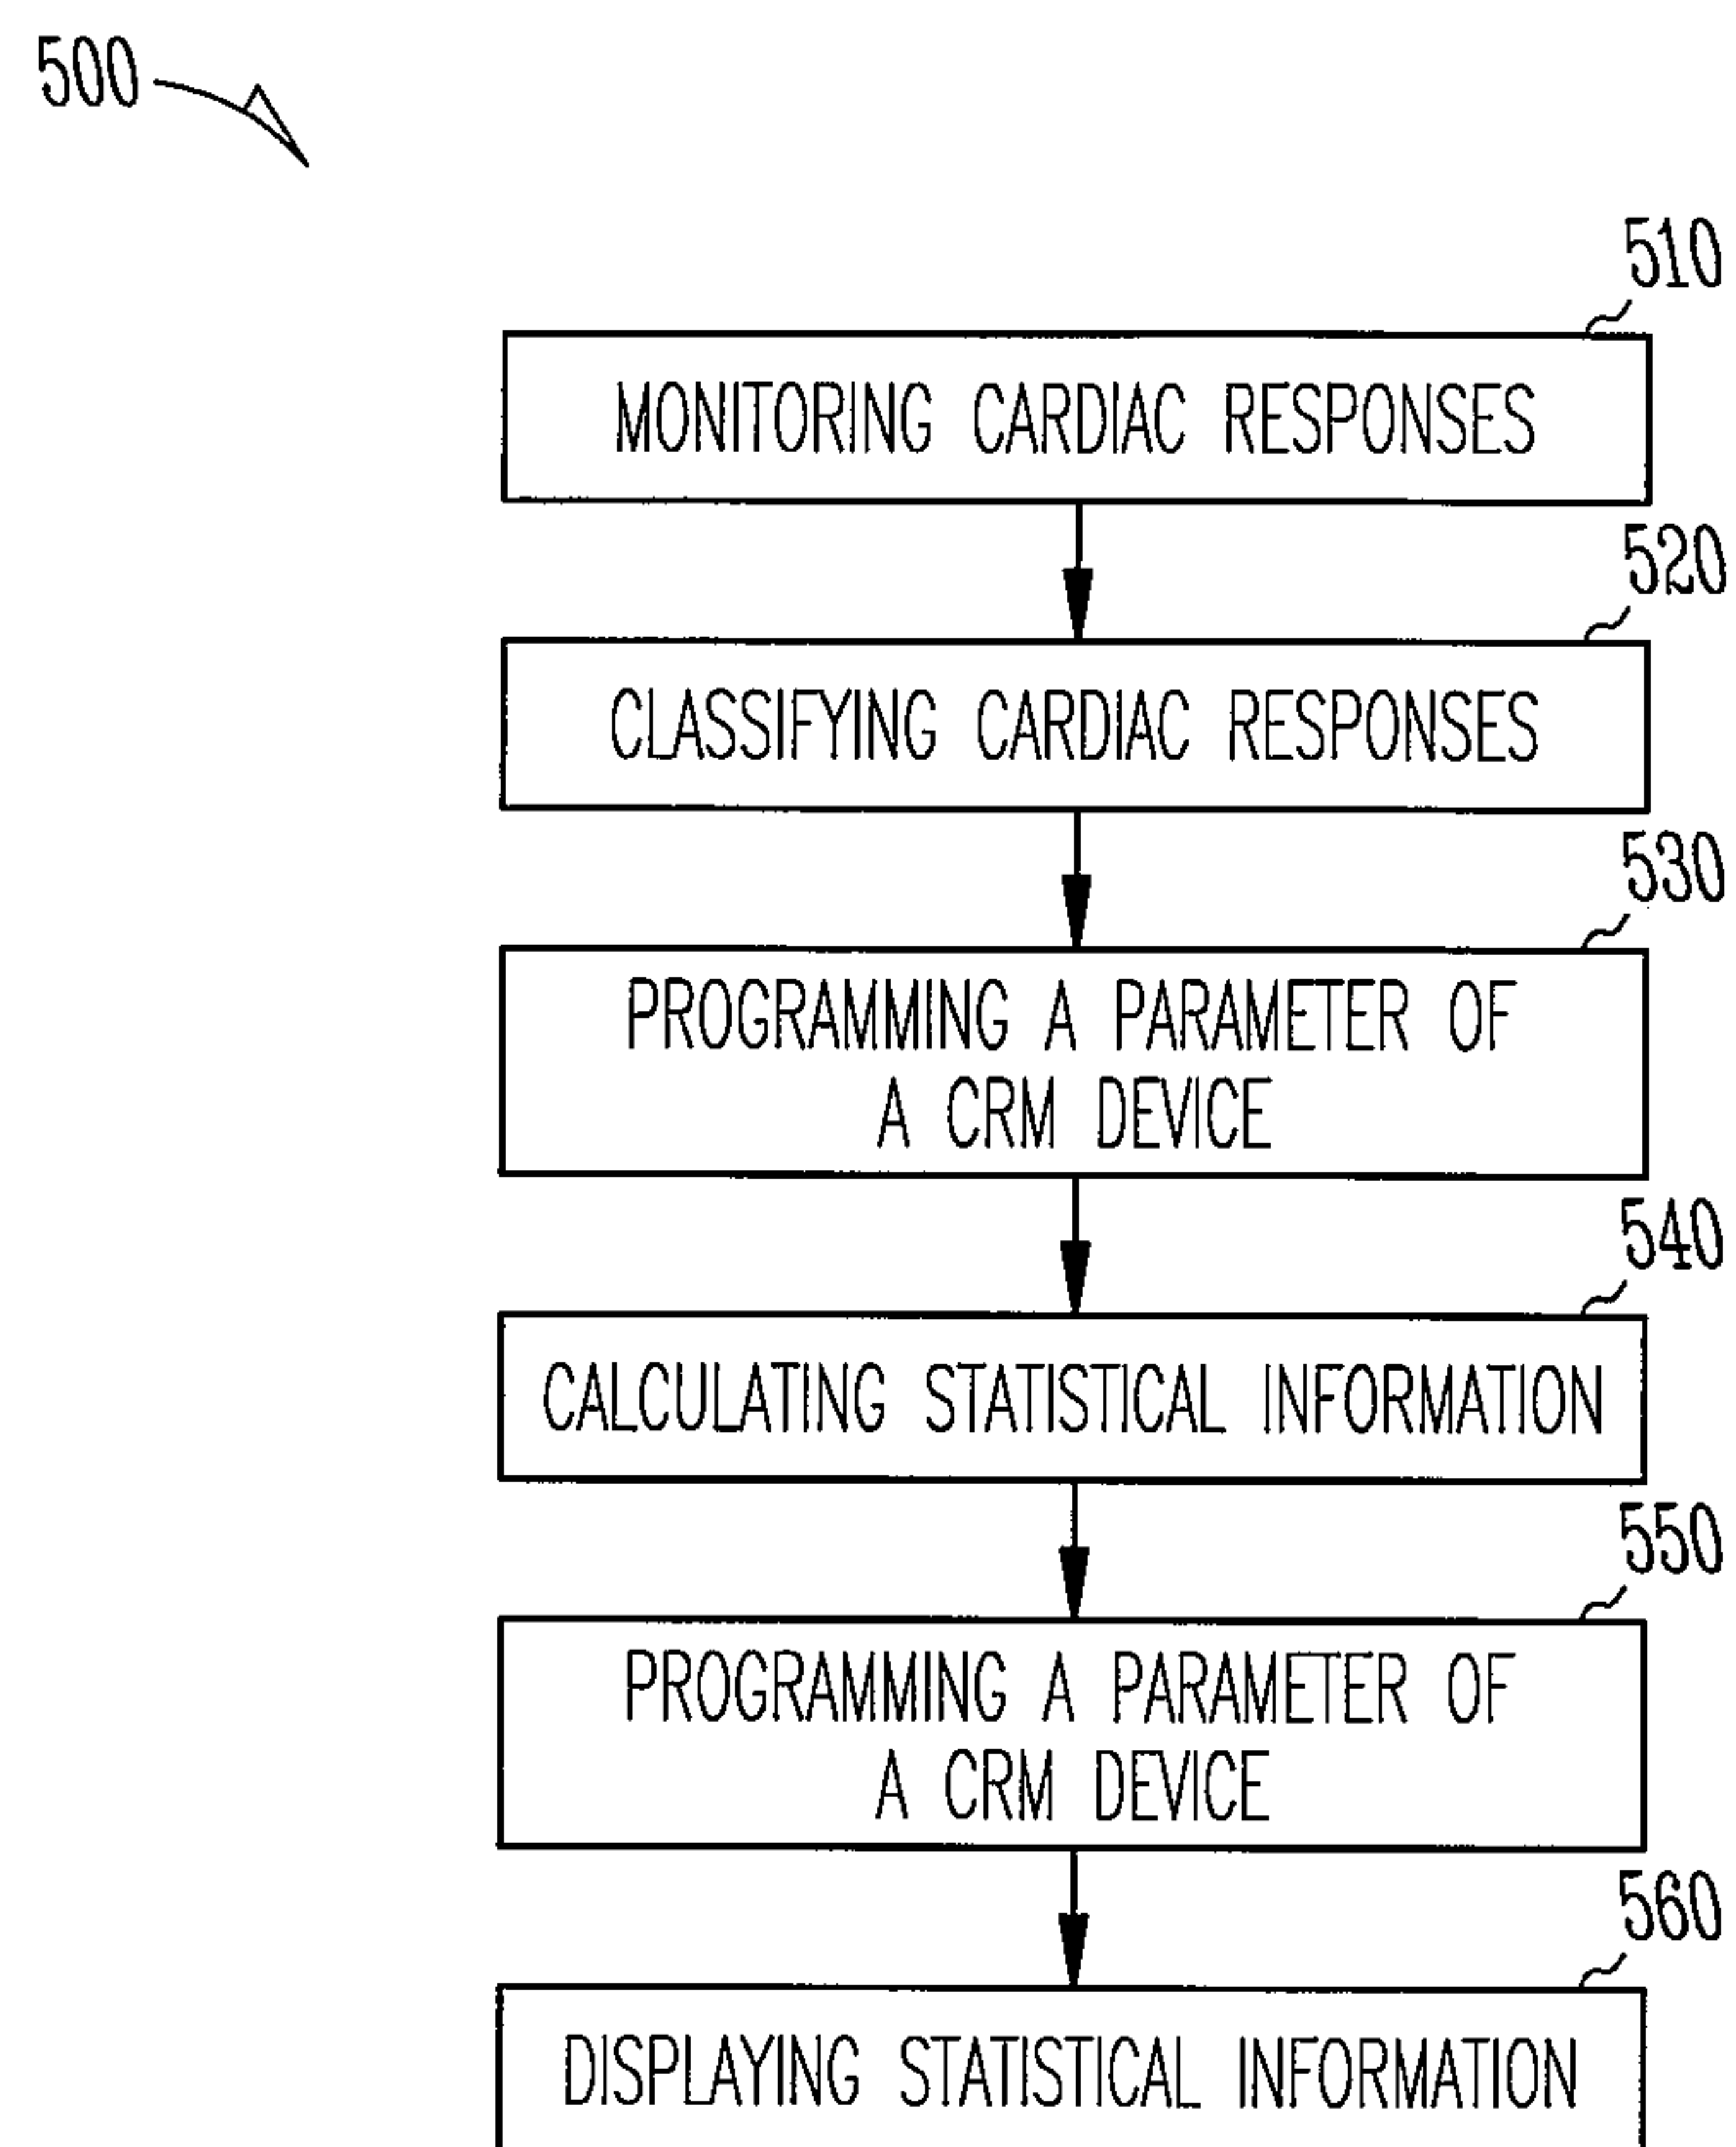 500
510
MONITORING CARDIAC RESPONSES
520
CLASSIFYING CARDIAC RESPONSES
530
PROGRAMMING A PARAMETER OF
A CRM DEVICE
540
CALCULATING STATISTICAL INFORMATION
550
PROGRAMMING A PARAMETER OF
A CRM DEVICE
560
DISPLAYING STATISTICAL INFORMATION